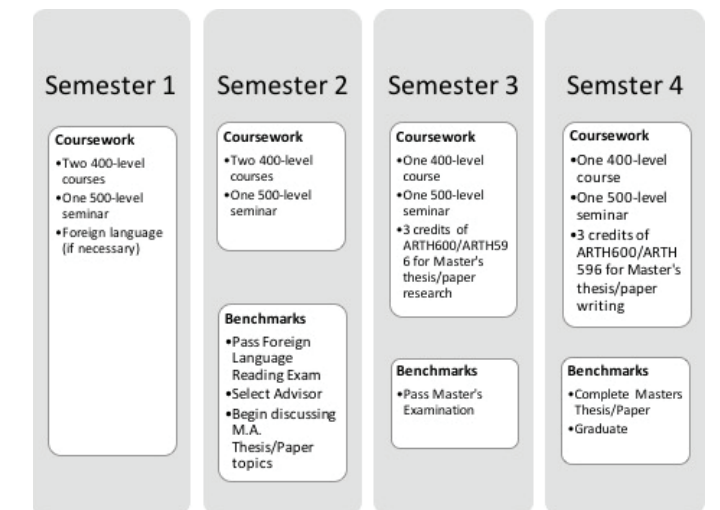 Semester 1
Coursework
•Two 400-level
courses
•One 500-level
seminar
•Foreign language
(if necessary)
Semester 2
Coursework
•Two 400-level
courses
•One 500-level
seminar
Benchmarks
•Pass Foreign
Language
Reading Exam
•Select Advisor
•Begin discussing
M.A.
Thesis/Paper
topics
Semester 3
Coursework
•One 400-level
course
•One 500-level
seminar
•3 credits of
ARTH600/ARTH59
6 for Master's
thesis/paper
research
Benchmarks
•Pass Master's
Examination
Semster 4
Coursework
•One 400-level
course
•One 500-level
seminar
•3 credits of
ARTH600/ARTH
596 for Master's
thesis/paper
writing
Benchmarks
•Complete Masters
Thesis/Paper
•Graduate